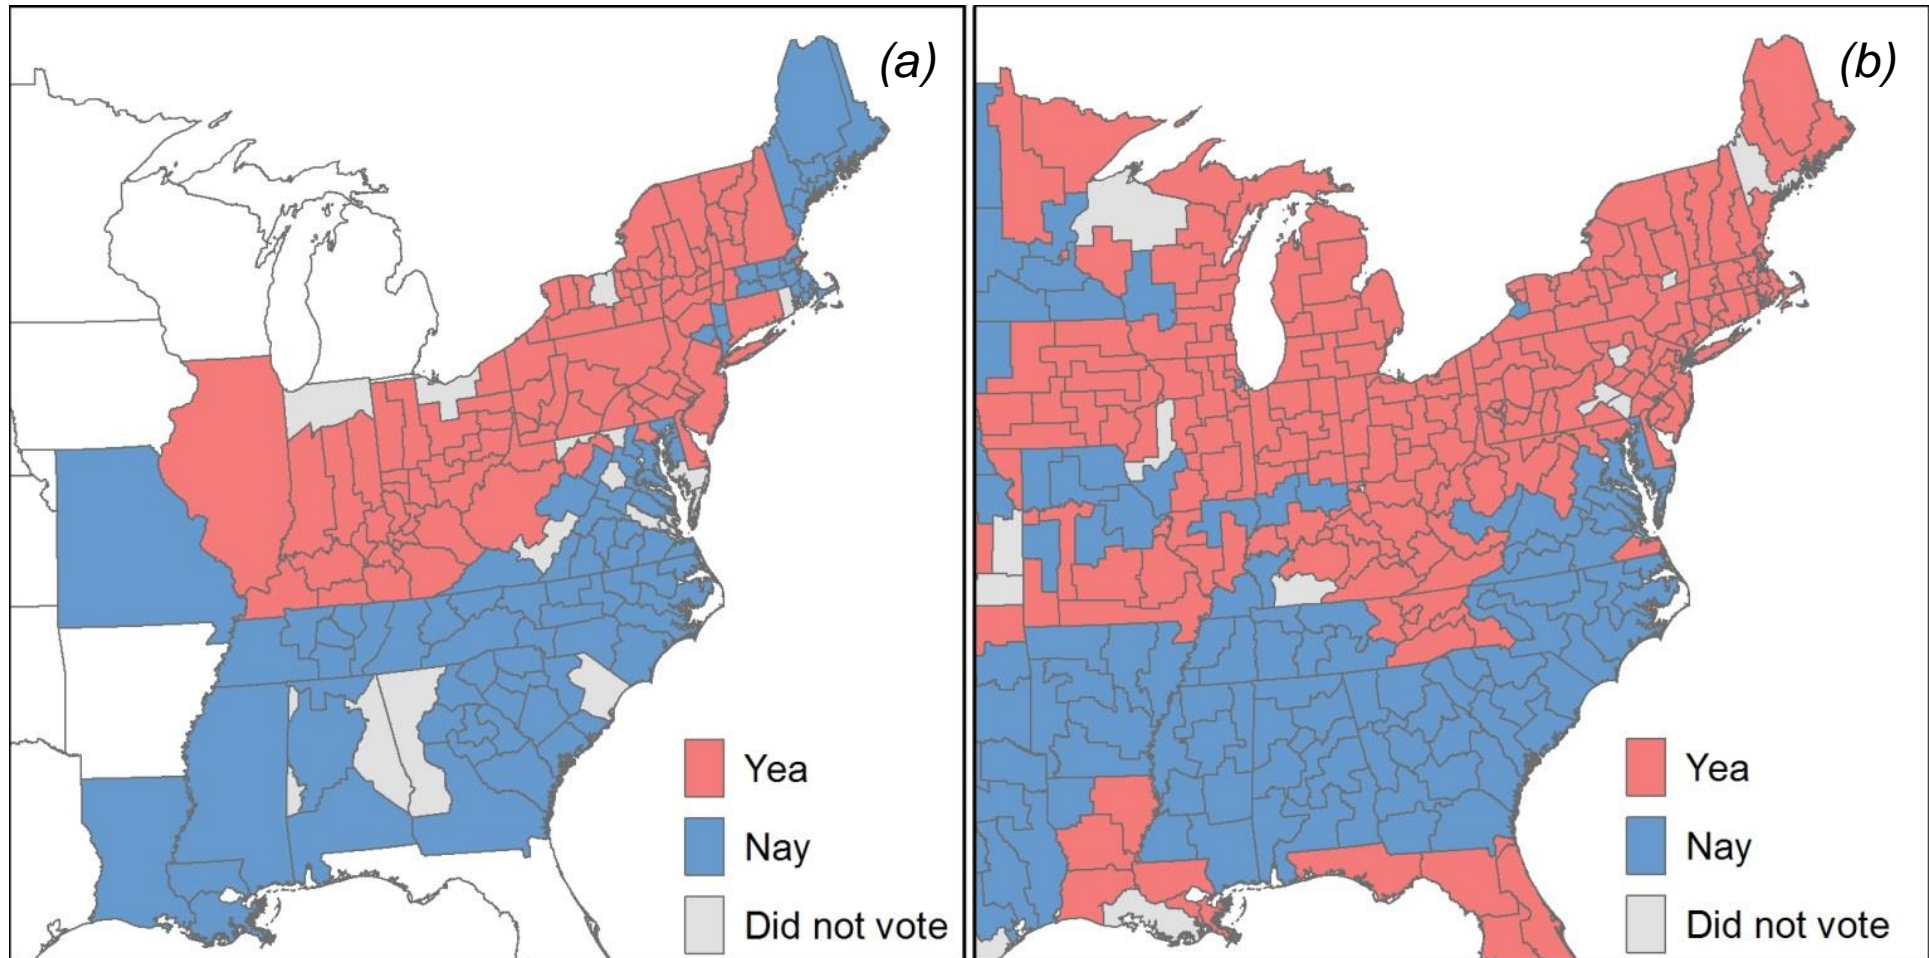 (a)
Yea
Nay
Did not vote
(b)
Yea
Nay
Did not vote